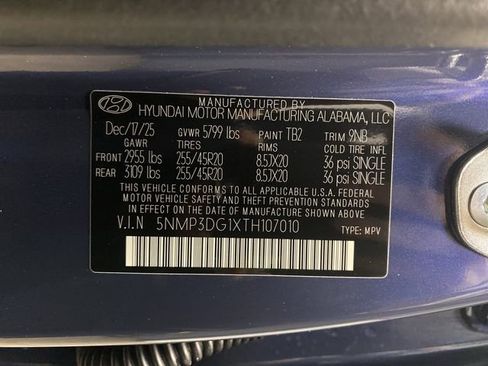 MANUFACTURED BY
HYUNDAI MOTOR MANUFACTURING ALABAMA, LLC
Dec/17/25 GVWR 5799 lbs PAINT TB2 TRIM 9NB
GAWR TIRES RIMS COLD TIRE INFL
FRONT 2955 lbs 255/45R20 8.5JX20 36 psi SINGLE
REAR 3109 lbs 255/45R20 8.5JX20 36 psi SINGLE
THIS VEHICLE CONFORMS TO ALL APPLICABLE U.S.A. FEDERAL
MOTOR VEHICLE SAFETY AND THEFT PREVENTION STANDARDS
IN EFFECT ON THE DATE OF MANUFACTURE SHOWN ABOVE.
V.I.N 5NMP3DG1XTH107010
TYPE: MPV